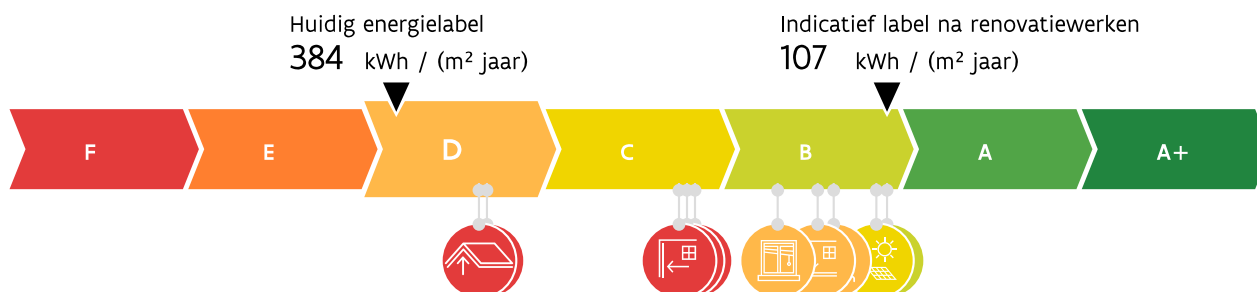 Huidig energielabel
384 kWh / (m² jaar)
Indicatief label na renovatiewerken
107 kWh / (m² jaar)
F E D C B A A+